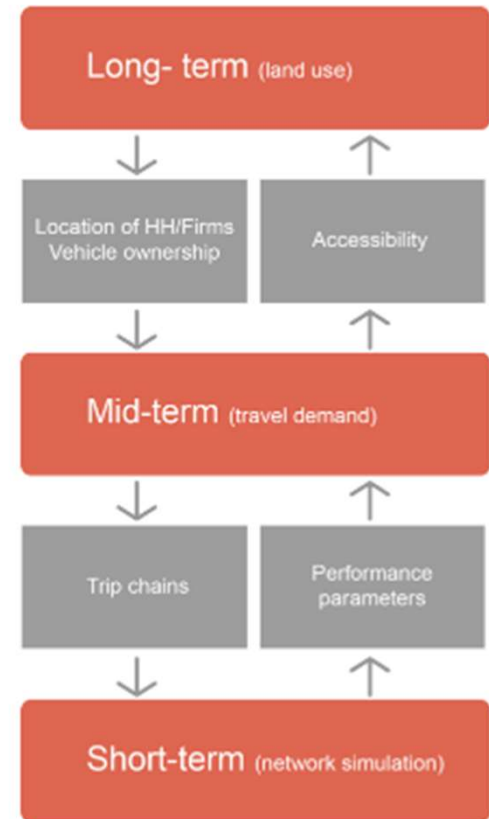 Long- term (land use)
Location of HH/Firms
Vehicle ownership
Accessibility
Mid-term (travel demand)
Trip chains
Performance
parameters
Short-term (network simulation)